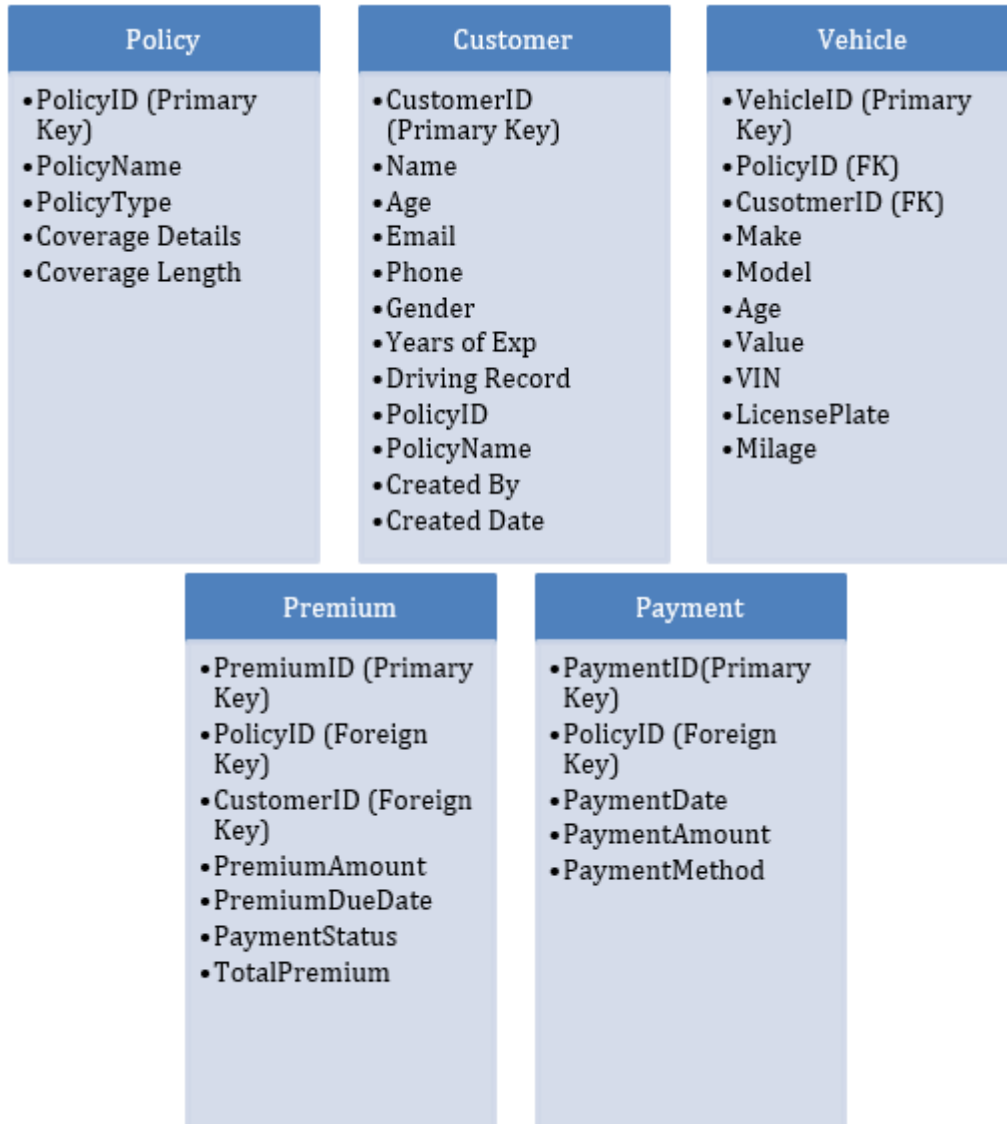 Policy
•PolicyID (Primary
Key)
•PolicyName
•PolicyType
•Coverage Details
•Coverage Length
Customer
•CustomerID
(Primary Key)
•Name
•Age
•Email
•Phone
•Gender
•Years of Exp
•Driving Record
•PolicyID
•PolicyName
•Created By
•Created Date
Vehicle
•VehicleID (Primary
Key)
•PolicyID (FK)
•CusotmerID (FK)
•Make
•Model
•Age
•Value
•VIN
•LicensePlate
•Milage
Premium
•PremiumID (Primary
Key)
•PolicyID (Foreign
Key)
•CustomerID (Foreign
Key)
•PremiumAmount
•PremiumDueDate
•PaymentStatus
•TotalPremium
Payment
•PaymentID(Primary
Key)
•PolicyID (Foreign
Key)
•PaymentDate
•PaymentAmount
•PaymentMethod